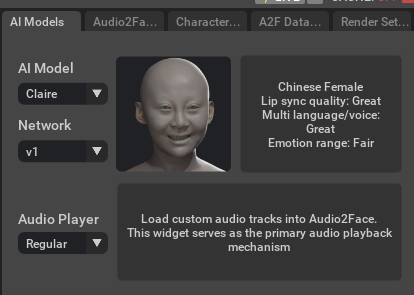 AI Models
Audio2Fa...
Character...
A2F Data...
Render Set...
AI Model
Claire
Network
v1
Chinese Female
Lip sync quality: Great
Multi language/voice:
Great
Emotion range: Fair
Audio Player
Regular
Load custom audio tracks into Audio2Face.
This widget serves as the primary audio playback
mechanism